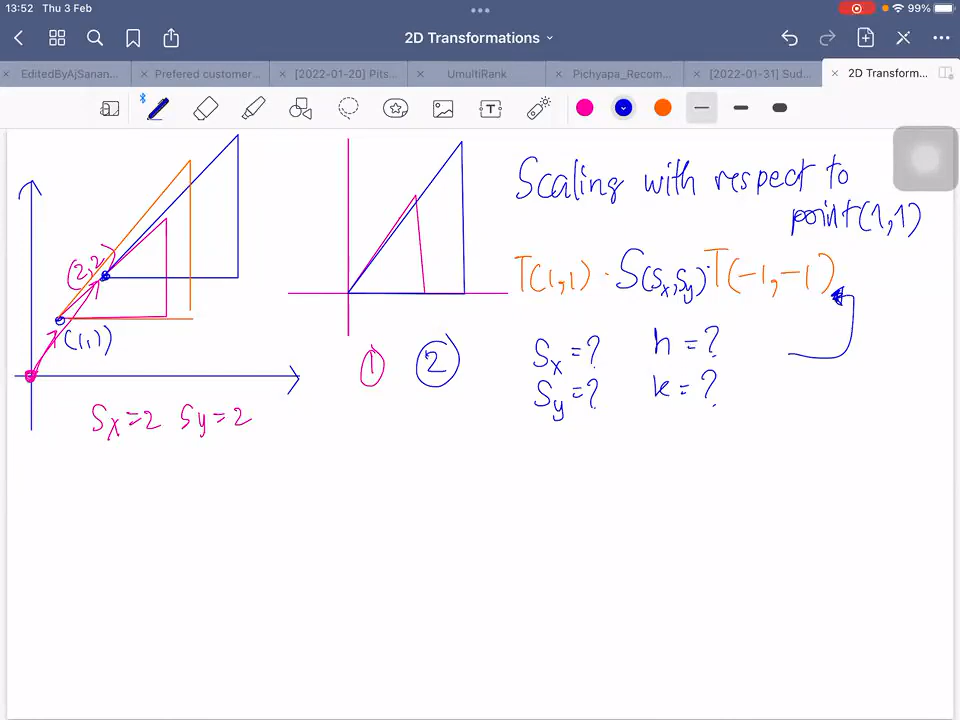 13:52 Thu 3 Feb
99%
2D Transformations
EditedByAjSanan...
Prefered customer...
[2022-01-20] Pits...
UmultiRank
Pichyapa_Recom...
[2022-01-31] Sud...
2D Transform...
Scaling with respect to
point(1,1)
(2,2)
T(1,1) · S(Sx,Sy)·T(-1,-1)
(1,1)
Sx=? h=?
Sy=? k=?
1 2
Sx=2 Sy=2